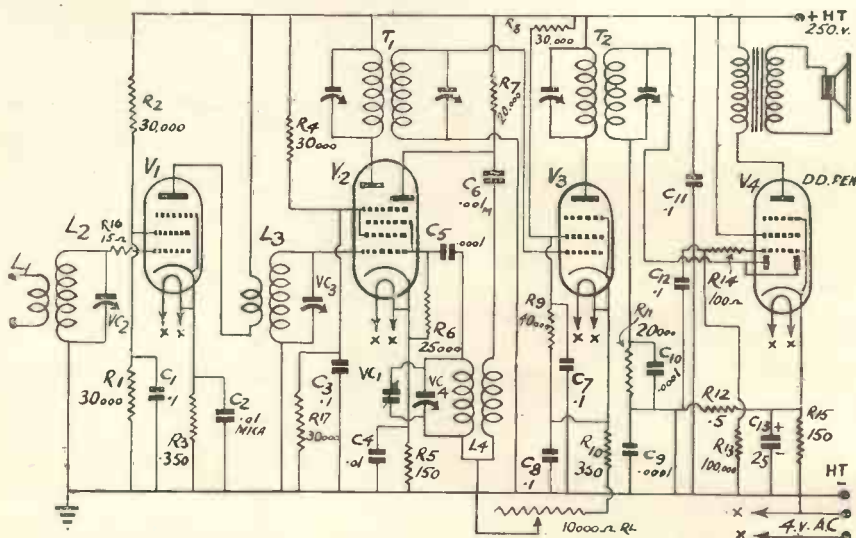 +HT
250.v.
R8
30,000
T1
T2
R2
30,000
R4
30000
R7
20.000
V1
V2
V3
V4
D.D.PEN
C6
.001M
C11
.1
R16
15Ω
L1
L2
L3
C5
.0001
VC2
VC3
R14
100Ω
C12
.1
R6
25000
R9
40000
R11
20000
C10
.0001
R1
30000
C1
.1
C2
.01
MICA
C3
.1
VC1
VC4
C7
.1
R12
.5
R3
.350
R17
30000
C4
.01
R5
150
L4
C8
.1
R10
350
C9
.0001
R13
100,000
C13
25
+
-
R15
150
HT
-
10000Ω RL
4.v. A.C
x x
x x
x x
x x
x
x